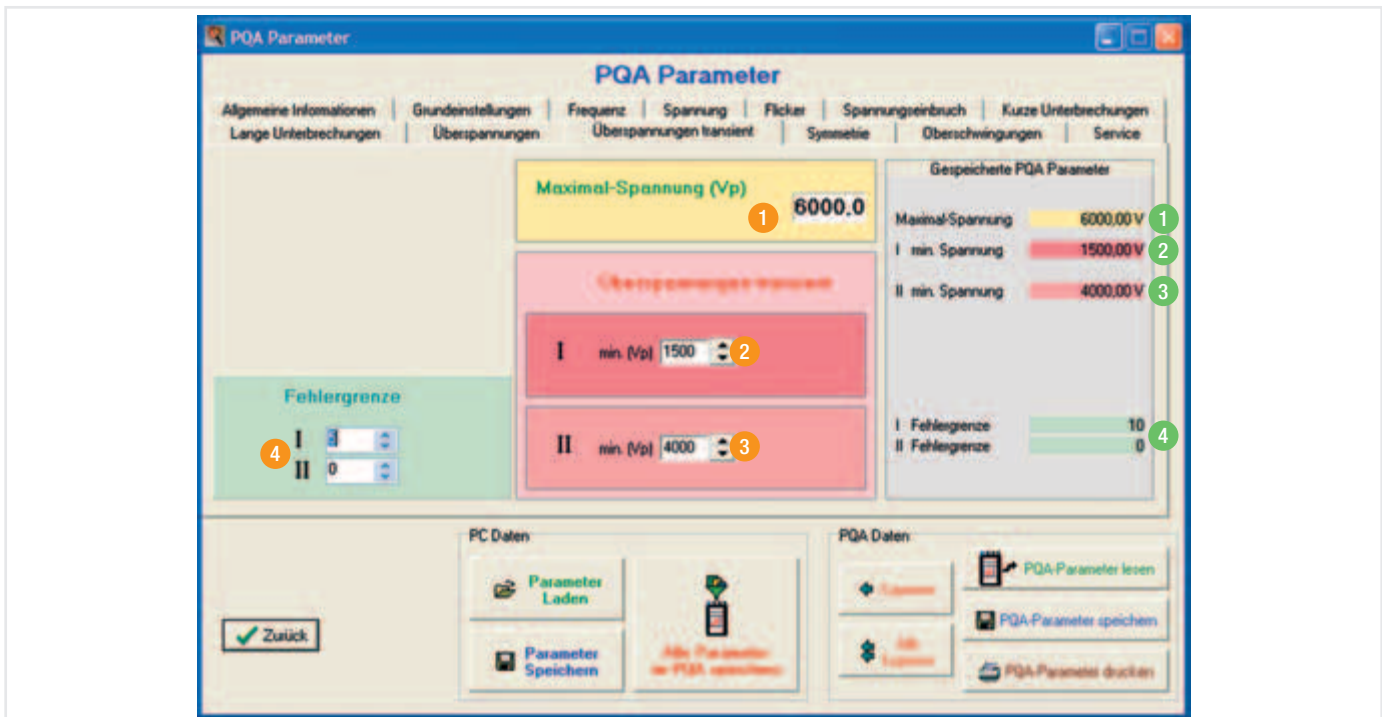 PQA Parameter
PQA Parameter
Allgemeine Informationen Grundeinstellungen Frequenz Spannung Flicker Spannungseinbruch Kurze Unterbrechungen
Lange Unterbrechungen Überspannungen Überspannungen transient Symmetrie Oberschwingungen Service
Maximal-Spannung (Vp)
1 6000.0
Überspannungen transient
I min. (Vp) 1500 2
II min. (Vp) 4000 3
Fehlergrenze
4
I
II 0
Gespeicherte PQA Parameter
Maximal-Spannung 6000,00 V 1
I min. Spannung 1500,00 V 2
II min. Spannung 4000,00 V 3
I Fehlergrenze 10
II Fehlergrenze 0
4
Zurück
PC Daten
Parameter
Laden
Parameter
Speichern
Alle Parameter
PQA Daten
PQA-Parameter lesen
PQA-Parameter speichern
PQA-Parameter drucken